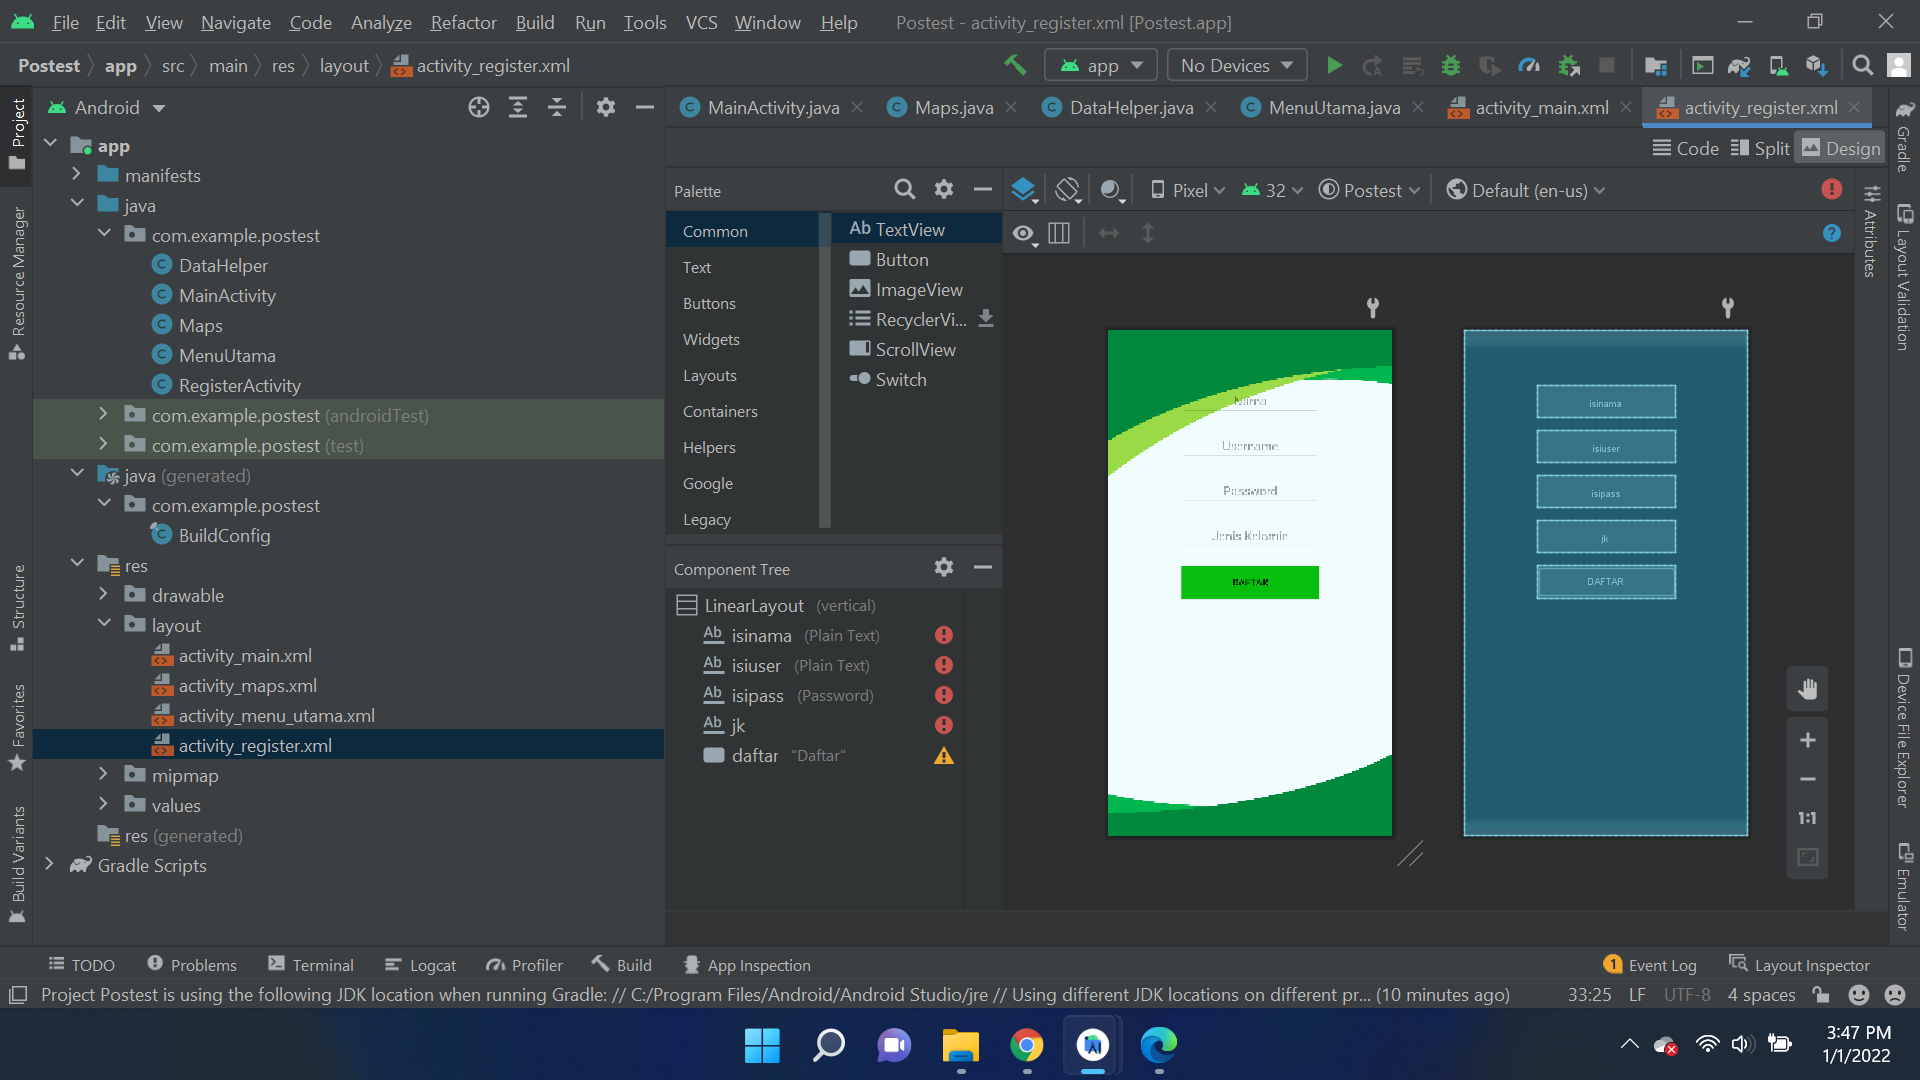 File Edit View Navigate Code Analyze Refactor Build Run Tools VCS Window Help Postest - activity_register.xml [Postest.app]
Postest app src main res layout activity_register.xml
app No Devices
Android
MainActivity.java Maps.java DataHelper.java MenuUtama.java activity_main.xml activity_register.xml
Code Split Design
Project
Resource Manager
Structure
Favorites
Build Variants
app
manifests
java
com.example.postest
DataHelper
MainActivity
Maps
MenuUtama
RegisterActivity
com.example.postest (androidTest)
com.example.postest (test)
java (generated)
com.example.postest
BuildConfig
res
drawable
layout
activity_main.xml
activity_maps.xml
activity_menu_utama.xml
activity_register.xml
mipmap
values
res (generated)
Gradle Scripts
Palette
Common
Text
Buttons
Widgets
Layouts
Containers
Helpers
Google
Legacy
Ab TextView
Button
ImageView
RecyclerVi...
ScrollView
Switch
Component Tree
LinearLayout (vertical)
Ab isinama (Plain Text)
Ab isiuser (Plain Text)
Ab isipass (Password)
Ab jk
daftar "Daftar"
Pixel 32 Postest Default (en-us)
Nama
Username
Password
Jenis Kelamin
DAFTAR
isinama
isiuser
isipass
jk
DAFTAR
1:1
Gradle
Attributes
Layout Validation
Device File Explorer
Emulator
TODO Problems Terminal Logcat Profiler Build App Inspection 1 Event Log Layout Inspector
Project Postest is using the following JDK location when running Gradle: // C:/Program Files/Android/Android Studio/jre // Using different JDK locations on different pr... (10 minutes ago) 33:25 LF UTF-8 4 spaces
3:47 PM
1/1/2022